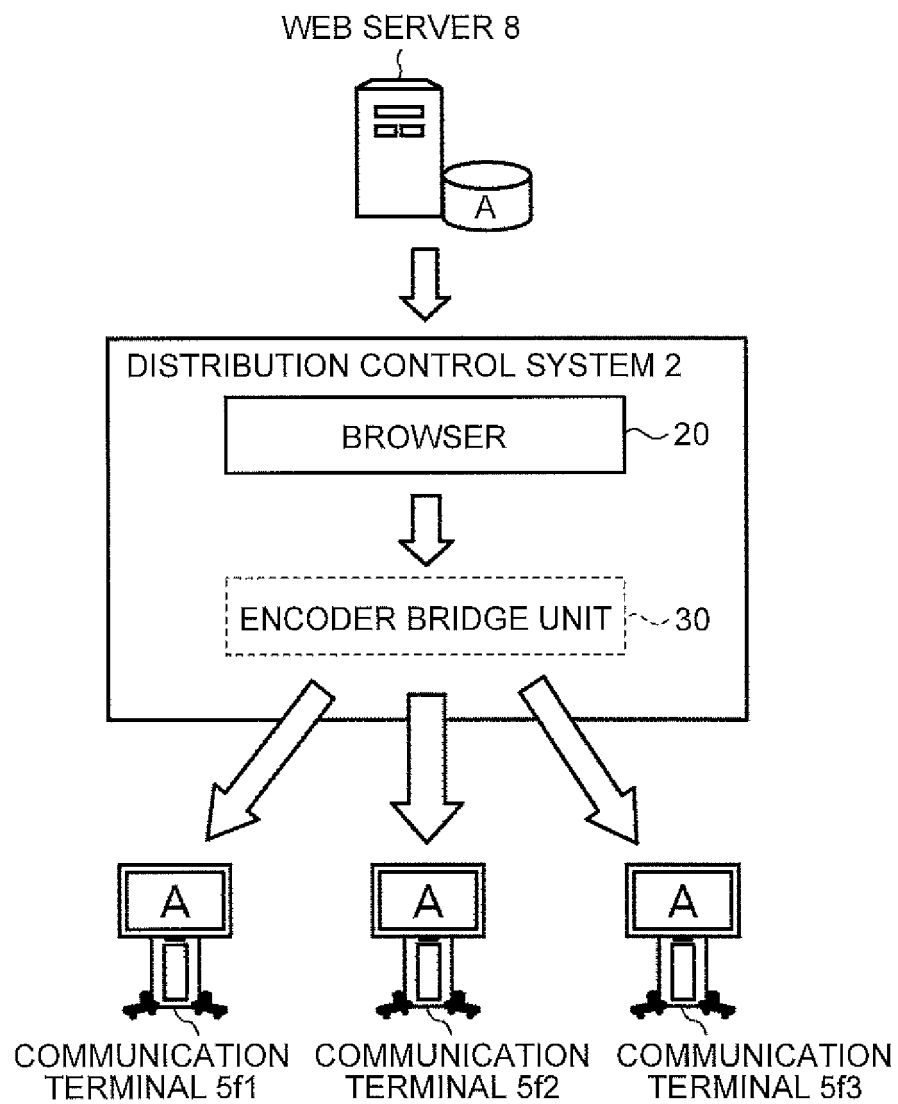 WEB SERVER 8
A
DISTRIBUTION CONTROL SYSTEM 2
BROWSER
20
ENCODER BRIDGE UNIT
30
A
A
A
COMMUNICATION
TERMINAL 5f1
COMMUNICATION
TERMINAL 5f2
COMMUNICATION
TERMINAL 5f3